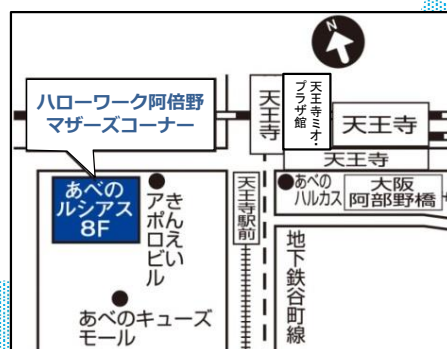 ハローワーク阿倍野
マザーズコーナー
天王寺
天王寺ミオ・
プラザ館
天王寺
天王寺
あべの
ルシアス
8F
きんえい
アポロビル
天王寺駅前
あべの
ハルカス
大阪
阿部野橋
地下鉄谷町線
あべのキューズ
モール